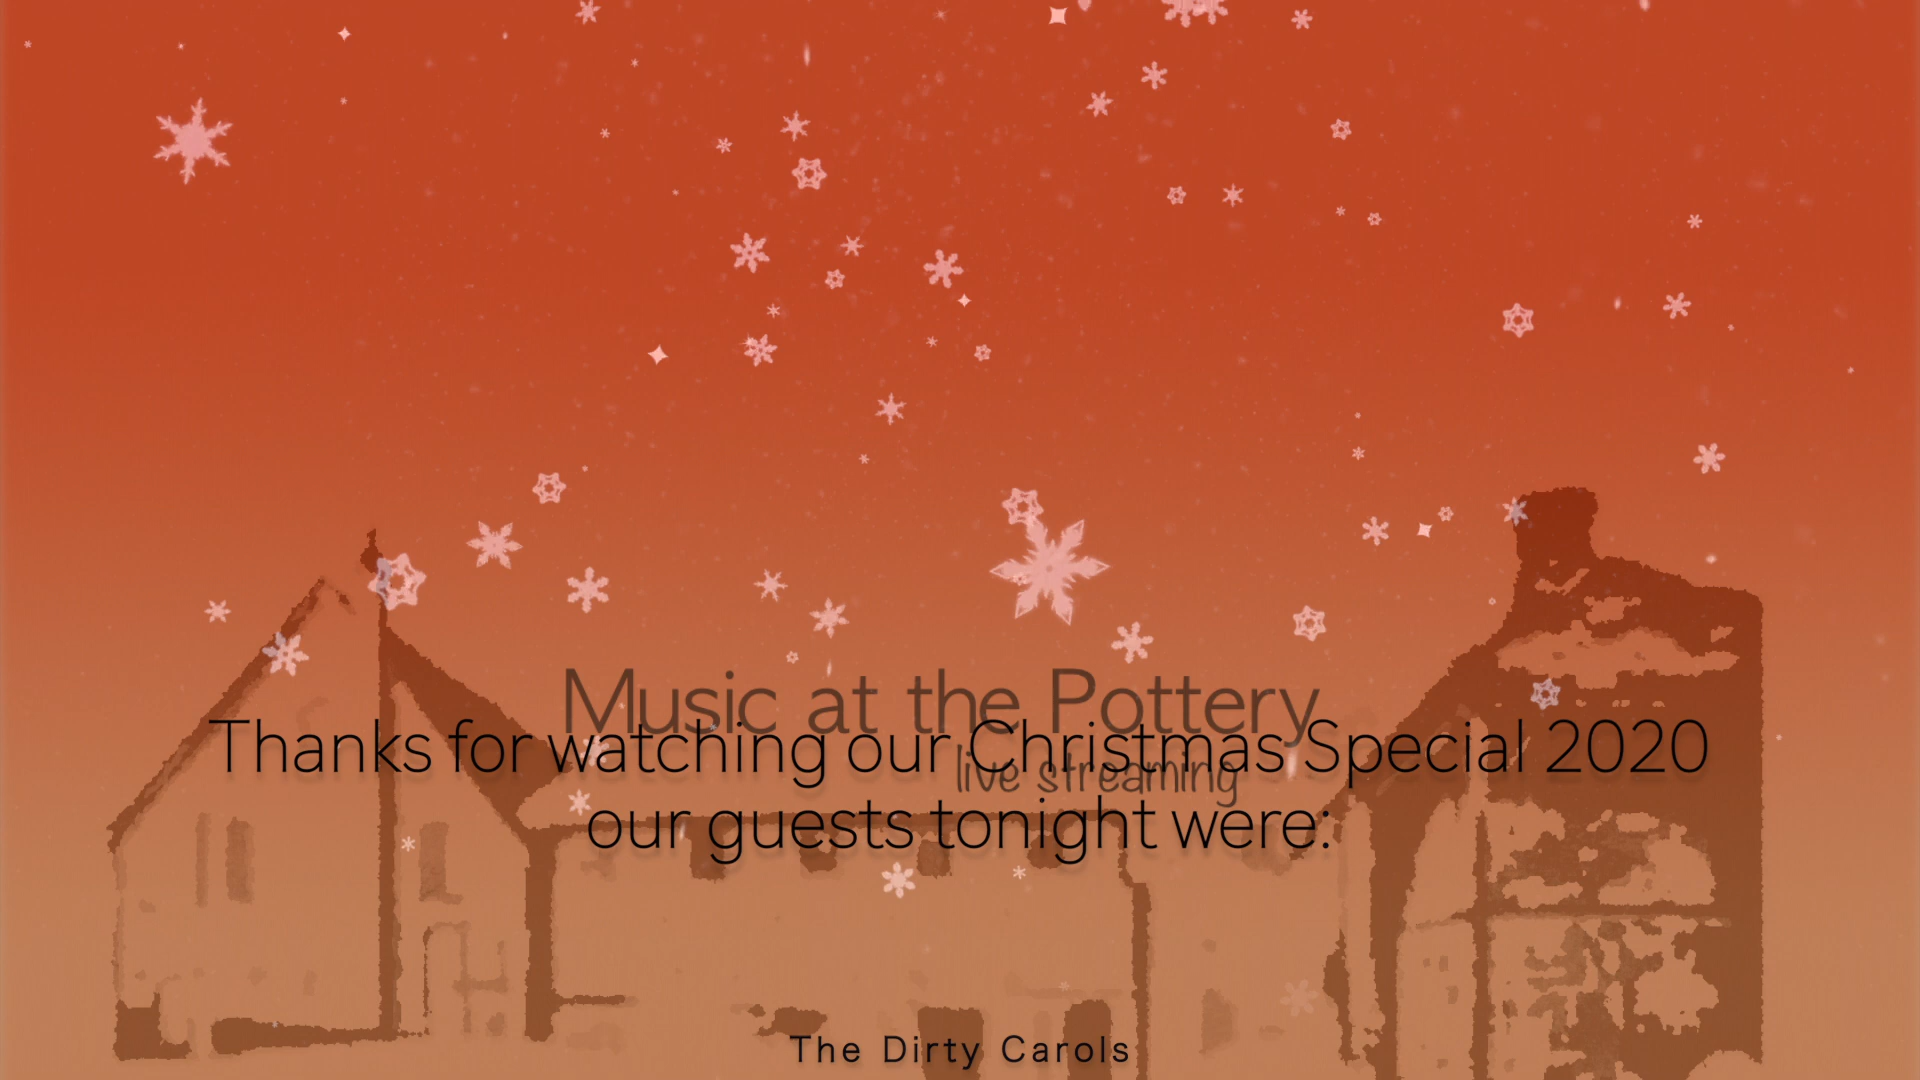 Music at the Pottery
Thanks for watching our Christmas Special 2020
live streaming
our guests tonight were:
The Dirty Carols